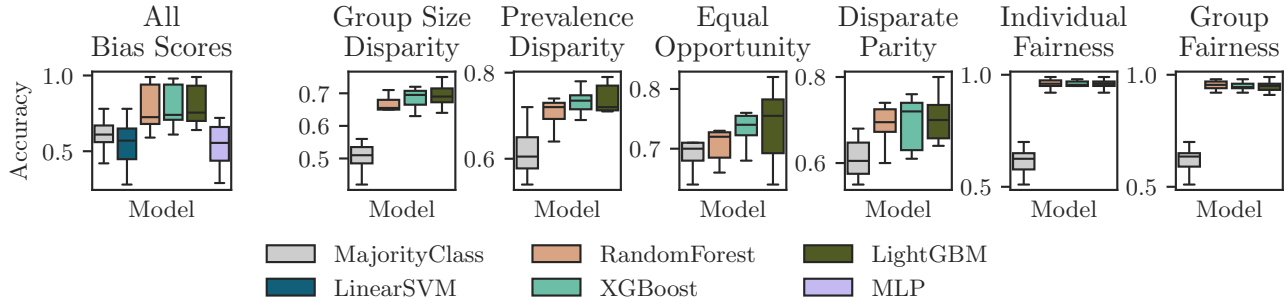 All
Bias Scores
Group Size
Disparity
Prevalence
Disparity
Equal
Opportunity
Disparate
Parity
Individual
Fairness
Group
Fairness
Accuracy
1.0
0.5
0.7
0.6
0.5
0.8
0.6
0.8
0.7
0.8
0.6
1.0
0.5
1.0
0.5
Model
Model
Model
Model
Model
Model
Model
MajorityClass
RandomForest
LightGBM
LinearSVM
XGBoost
MLP